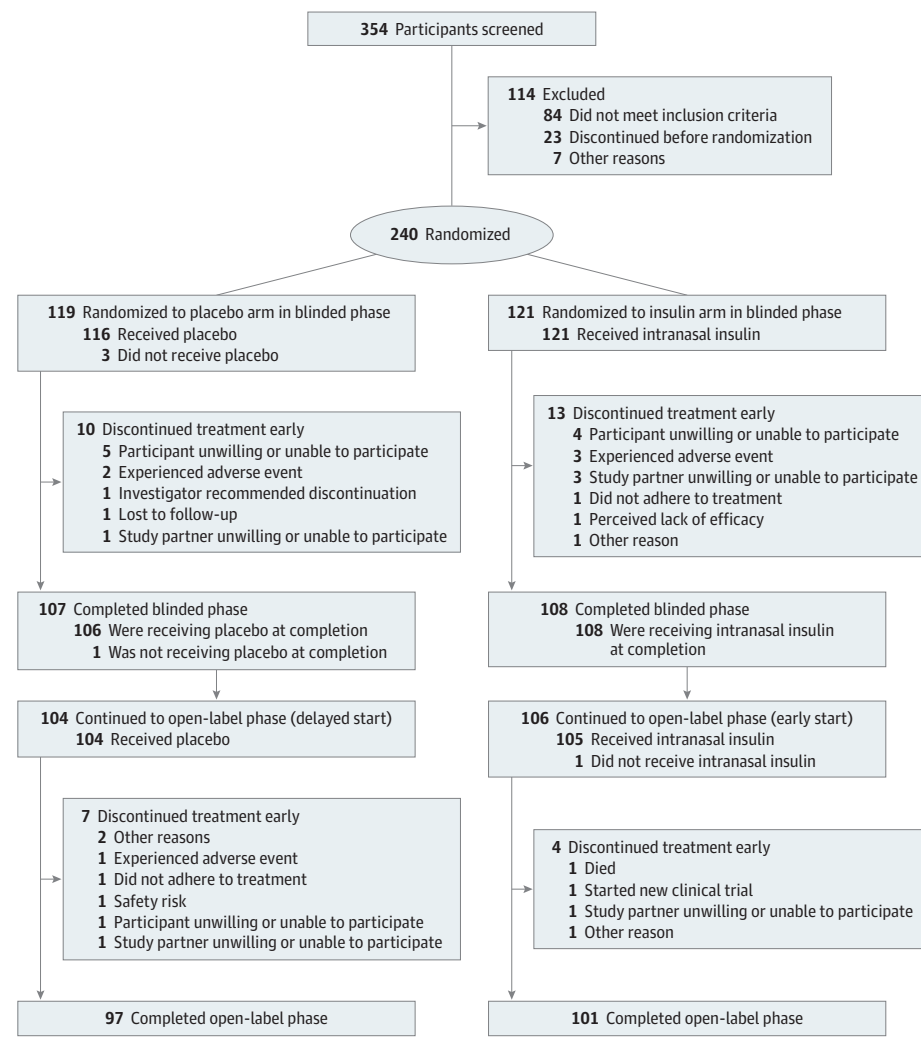 354 Participants screened
114 Excluded
84 Did not meet inclusion criteria
23 Discontinued before randomization
7 Other reasons
240 Randomized
119 Randomized to placebo arm in blinded phase
116 Received placebo
3 Did not receive placebo
121 Randomized to insulin arm in blinded phase
121 Received intranasal insulin
10 Discontinued treatment early
5 Participant unwilling or unable to participate
2 Experienced adverse event
1 Investigator recommended discontinuation
1 Lost to follow-up
1 Study partner unwilling or unable to participate
13 Discontinued treatment early
4 Participant unwilling or unable to participate
3 Experienced adverse event
3 Study partner unwilling or unable to participate
1 Did not adhere to treatment
1 Perceived lack of efficacy
1 Other reason
107 Completed blinded phase
106 Were receiving placebo at completion
1 Was not receiving placebo at completion
108 Completed blinded phase
108 Were receiving intranasal insulin
at completion
104 Continued to open-label phase (delayed start)
104 Received placebo
106 Continued to open-label phase (early start)
105 Received intranasal insulin
1 Did not receive intranasal insulin
7 Discontinued treatment early
2 Other reasons
1 Experienced adverse event
1 Did not adhere to treatment
1 Safety risk
1 Participant unwilling or unable to participate
1 Study partner unwilling or unable to participate
4 Discontinued treatment early
1 Died
1 Started new clinical trial
1 Study partner unwilling or unable to participate
1 Other reason
97 Completed open-label phase
101 Completed open-label phase